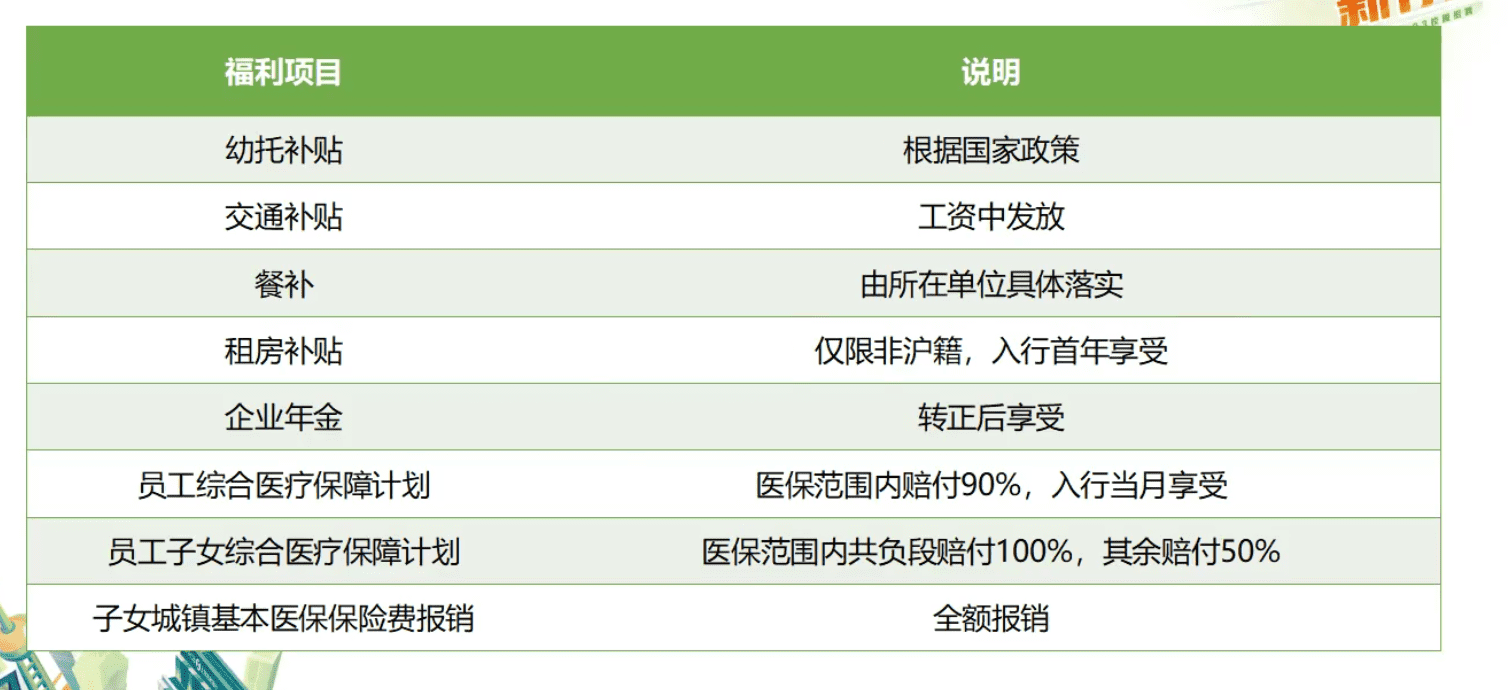 福利项目 说明
幼托补贴 根据国家政策
交通补贴 工资中发放
餐补 由所在单位具体落实
租房补贴 仅限非沪籍，入行首年享受
企业年金 转正后享受
员工综合医疗保障计划 医保范围内赔付90%，入行当月享受
员工子女综合医疗保障计划 医保范围内共负段赔付100%，其余赔付50%
子女城镇基本医保保险费报销 全额报销